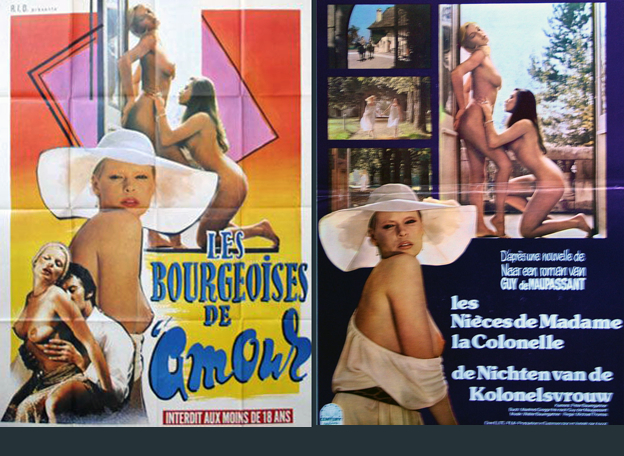 R.I.D. présente
LES
BOURGEOISES
DE
"amour
INTERDIT AUX MOINS DE 18 ANS
D'après une nouvelle de
Naar een roman van
GUY de MAUPASSANT
les
Nièces de Madame
la Colonelle
de Nichten van de
Kolonelsvrouw